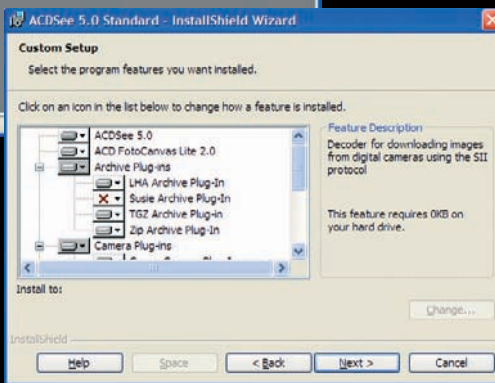 ACDSee 5.0 Standard - InstallShield Wizard
Custom Setup
Select the program features you want installed.
Click on an icon in the list below to change how a feature is installed.
ACDSee 5.0
ACD FotoCanvas Lite 2.0
Archive Plug-ins
LHA Archive Plug-In
Susie Archive Plug-In
TGZ Archive Plug-in
Zip Archive Plug-In
Camera Plug-ins
Feature Description
Decoder for downloading images
from digital cameras using the SII
protocol
This feature requires 0KB on
your hard drive.
Install to:
Change...
InstallShield
Help
Space
< Back
Next >
Cancel